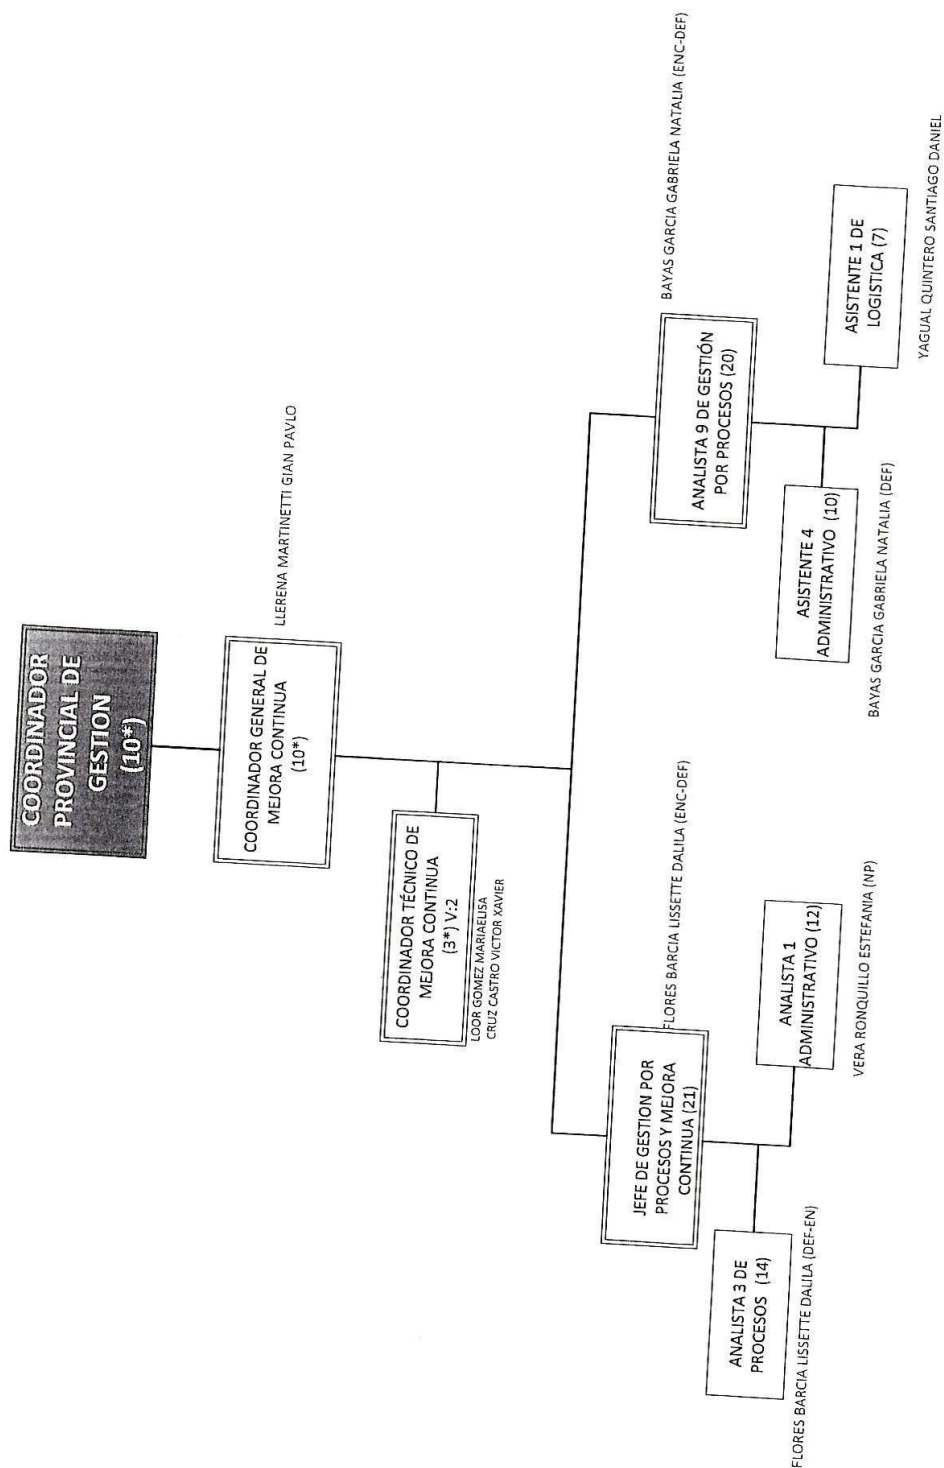 COORDINADOR
PROVINCIAL DE
GESTION
(10*)
COORDINADOR GENERAL DE
MEJORA CONTINUA
(10*)
LLERENA MARTINETTI GIAN PAVLO
COORDINADOR TÉCNICO DE
MEJORA CONTINUA
(3*) V:2
LOOR GOMEZ MARIAELISA
CRUZ CASTRO VICTOR XAVIER
JEFE DE GESTION POR
PROCESOS Y MEJORA
CONTINUA (21)
FLORES BARCIA LISSETTE DALILA (ENC-DEF)
ANALISTA 3 DE
PROCESOS (14)
FLORES BARCIA LISSETTE DALILA (DEF-EN)
ANALISTA 1
ADMINISTRATIVO (12)
VERA RONQUILLO ESTEFANIA (NP)
ANALISTA 9 DE GESTIÓN
POR PROCESOS (20)
BAYAS GARCIA GABRIELA NATALIA (ENC-DEF)
ASISTENTE 4
ADMINISTRATIVO (10)
BAYAS GARCIA GABRIELA NATALIA (DEF)
ASISTENTE 1 DE
LOGISTICA (7)
YAGUAL QUINTERO SANTIAGO DANIEL